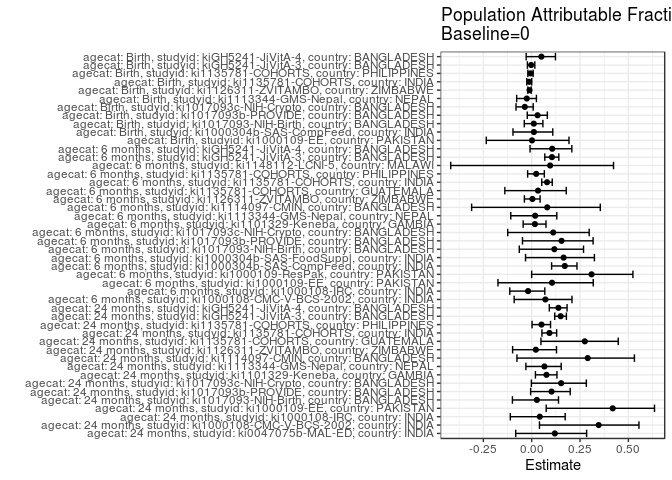 Population Attributable Fracti
Baseline=0
agecat: Birth, studyid: kiGH5241-JiVitA-4, country: BANGLADESH
agecat: Birth, studyid: kiGH5241-JiVitA-3, country: BANGLADESH
agecat: Birth, studyid: ki1135781-COHORTS, country: PHILIPPINES
agecat: Birth, studyid: ki1135781-COHORTS, country: INDIA
agecat: Birth, studyid: ki1126311-ZVITAMBO, country: ZIMBABWE
agecat: Birth, studyid: ki1113344-GMS-Nepal, country: NEPAL
agecat: Birth, studyid: ki1017093c-NIH-Crypto, country: BANGLADESH
agecat: Birth, studyid: ki1017093b-PROVIDE, country: BANGLADESH
agecat: Birth, studyid: ki1017093-NIH-Birth, country: BANGLADESH
agecat: Birth, studyid: ki1000304b-SAS-CompFeed, country: INDIA
agecat: Birth, studyid: ki1000109-EE, country: PAKISTAN
agecat: 6 months, studyid: kiGH5241-JiVitA-4, country: BANGLADESH
agecat: 6 months, studyid: kiGH5241-JiVitA-3, country: BANGLADESH
agecat: 6 months, studyid: ki1148112-LCNI-5, country: MALAWI
agecat: 6 months, studyid: ki1135781-COHORTS, country: PHILIPPINES
agecat: 6 months, studyid: ki1135781-COHORTS, country: INDIA
agecat: 6 months, studyid: ki1135781-COHORTS, country: GUATEMALA
agecat: 6 months, studyid: ki1126311-ZVITAMBO, country: ZIMBABWE
agecat: 6 months, studyid: ki1114097-CMIN, country: BANGLADESH
agecat: 6 months, studyid: ki1113344-GMS-Nepal, country: NEPAL
agecat: 6 months, studyid: ki1101329-Keneba, country: GAMBIA
agecat: 6 months, studyid: ki1017093c-NIH-Crypto, country: BANGLADESH
agecat: 6 months, studyid: ki1017093b-PROVIDE, country: BANGLADESH
agecat: 6 months, studyid: ki1017093-NIH-Birth, country: BANGLADESH
agecat: 6 months, studyid: ki1000304b-SAS-FoodSuppl, country: INDIA
agecat: 6 months, studyid: ki1000304b-SAS-CompFeed, country: INDIA
agecat: 6 months, studyid: ki1000109-ResPak, country: PAKISTAN
agecat: 6 months, studyid: ki1000109-EE, country: PAKISTAN
agecat: 6 months, studyid: ki1000108-IRC, country: INDIA
agecat: 6 months, studyid: ki1000108-CMC-V-BCS-2002, country: INDIA
agecat: 24 months, studyid: kiGH5241-JiVitA-4, country: BANGLADESH
agecat: 24 months, studyid: kiGH5241-JiVitA-3, country: BANGLADESH
agecat: 24 months, studyid: ki1135781-COHORTS, country: PHILIPPINES
agecat: 24 months, studyid: ki1135781-COHORTS, country: INDIA
agecat: 24 months, studyid: ki1135781-COHORTS, country: GUATEMALA
agecat: 24 months, studyid: ki1126311-ZVITAMBO, country: ZIMBABWE
agecat: 24 months, studyid: ki1114097-CMIN, country: BANGLADESH
agecat: 24 months, studyid: ki1113344-GMS-Nepal, country: NEPAL
agecat: 24 months, studyid: ki1101329-Keneba, country: GAMBIA
agecat: 24 months, studyid: ki1017093c-NIH-Crypto, country: BANGLADESH
agecat: 24 months, studyid: ki1017093b-PROVIDE, country: BANGLADESH
agecat: 24 months, studyid: ki1017093-NIH-Birth, country: BANGLADESH
agecat: 24 months, studyid: ki1000109-EE, country: PAKISTAN
agecat: 24 months, studyid: ki1000108-IRC, country: INDIA
agecat: 24 months, studyid: ki1000108-CMC-V-BCS-2002, country: INDIA
agecat: 24 months, studyid: ki0047075b-MAL-ED, country: INDIA
-0.25 0.00 0.25 0.50
Estimate